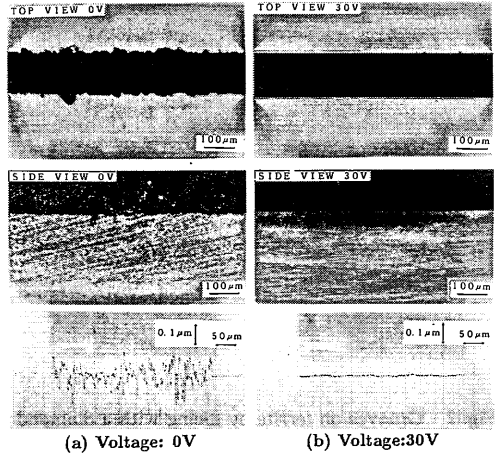 TOP VIEW 0V
TOP VIEW 30V
100μm
100μm
SIDE VIEW 0V
SIDE VIEW 30V
100μm
100μm
0.1μm 50μm
0.1μm 50μm
(a) Voltage: 0V
(b) Voltage:30V